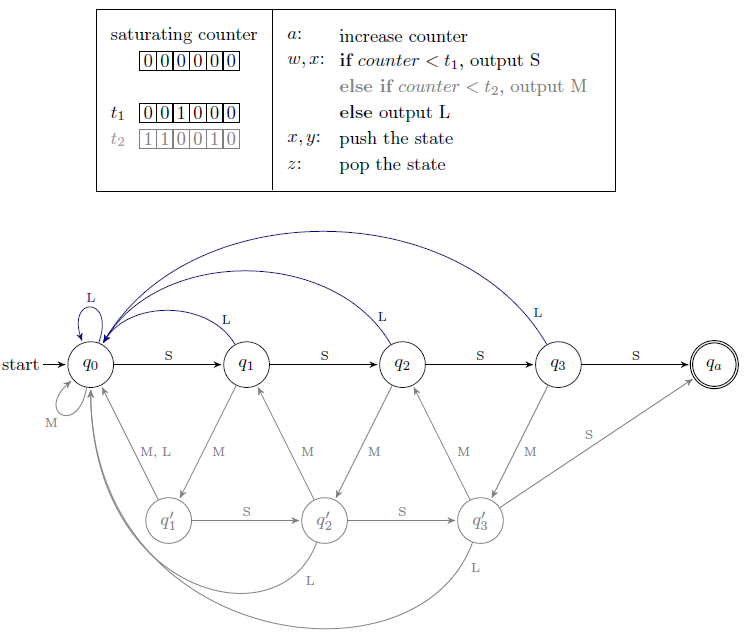 saturating counter
0 0 0 0 0 0
t₁ 0 0 1 0 0 0
t₂ 1 1 0 0 1 0
a: increase counter
w, x: if counter < t₁, output S
else if counter < t₂, output M
else output L
x, y: push the state
z: pop the state
L
L
L
L
start
q₀
S
q₁
S
q₂
S
q₃
S
qₐ
M
M, L
M
M
M
M
M
S
q′₁
S
q′₂
S
q′₃
L
L